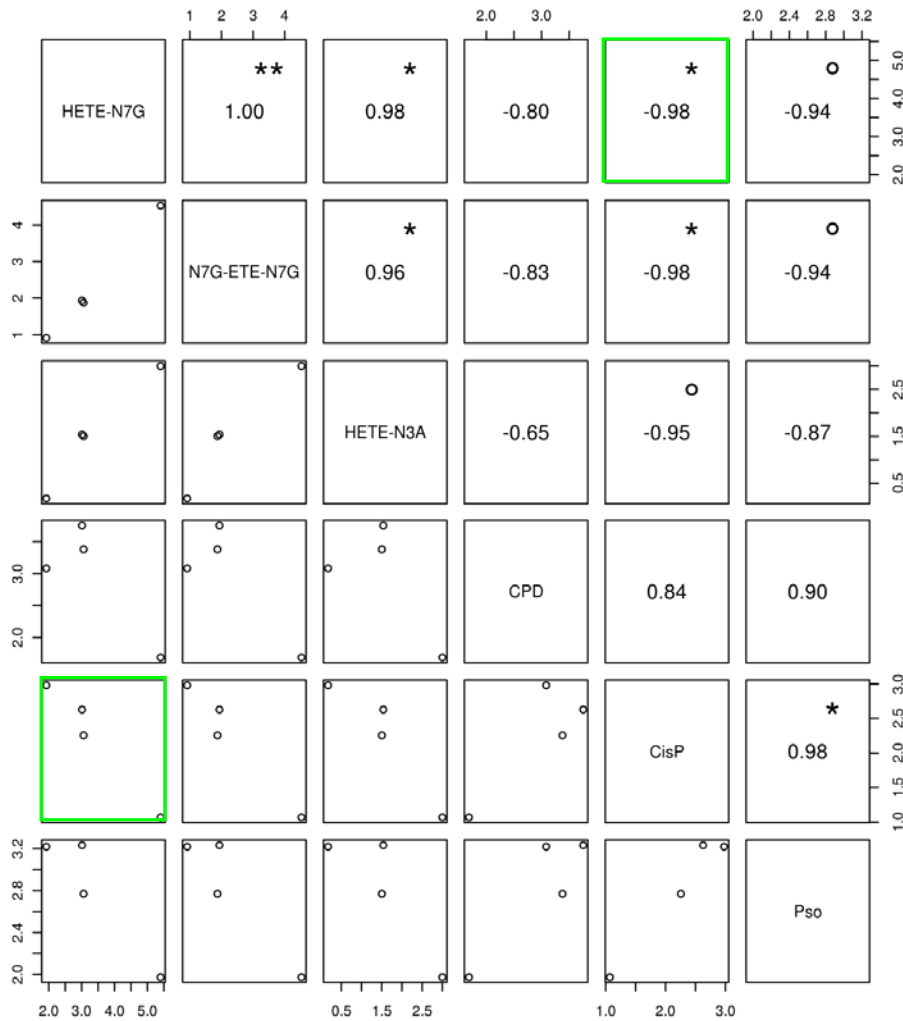 1 2 3 4 2.0 3.0 2.0 2.4 2.8 3.2
HETE-N7G ** 1.00 * 0.98 -0.80 * -0.98 o -0.94 2.0 3.0 4.0 5.0
1 2 3 4 N7G-ETE-N7G * 0.96 -0.83 * -0.98 o -0.94
HETE-N3A -0.65 o -0.95 -0.87 0.5 1.5 2.5
2.0 3.0 CPD 0.84 0.90
CisP * 0.98 1.0 1.5 2.0 2.5 3.0
2.0 2.4 2.8 3.2 Pso
2.0 3.0 4.0 5.0 0.5 1.5 2.5 1.0 2.0 3.0